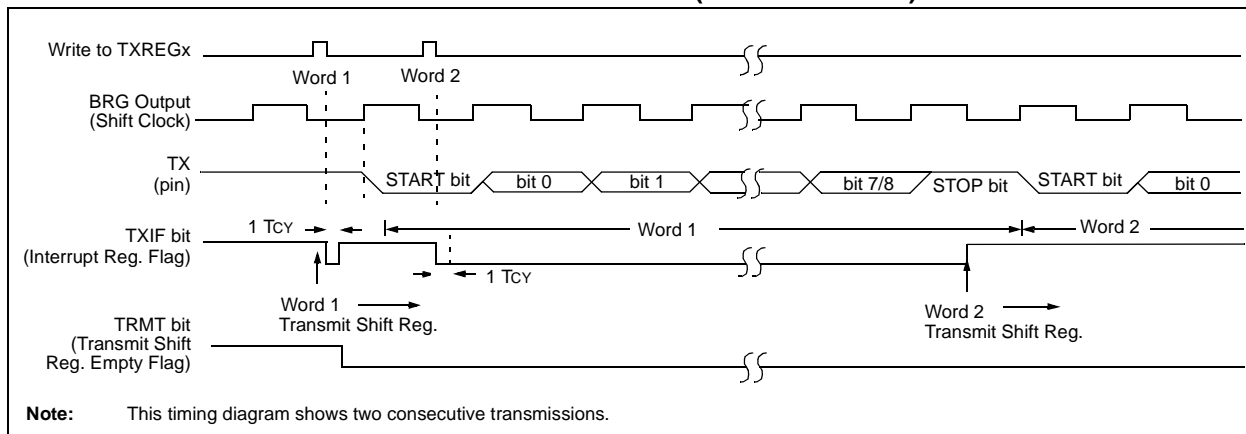 Write to TXREGx
Word 1
Word 2
BRG Output
(Shift Clock)
TX
(pin)
START bit
bit 0
bit 1
bit 7/8
STOP bit
START bit
bit 0
TXIF bit
(Interrupt Reg. Flag)
1 TCY
Word 1
Word 2
1 TCY
Word 1
Transmit Shift Reg.
Word 2
Transmit Shift Reg.
TRMT bit
(Transmit Shift
Reg. Empty Flag)
Note: This timing diagram shows two consecutive transmissions.